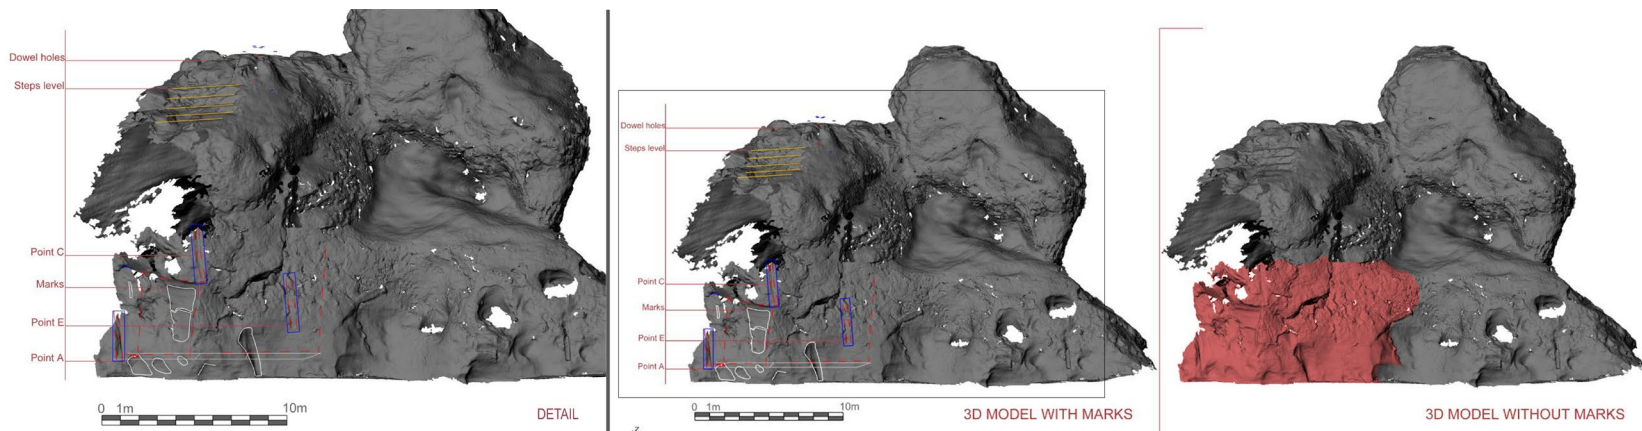 Dowel holes
Steps level
Point C
Marks
Point E
Point A
0 1m 10m
DETAIL
Dowel holes
Steps level
Point C
Marks
Point E
Point A
0 1m 10m
3D MODEL WITH MARKS
3D MODEL WITHOUT MARKS